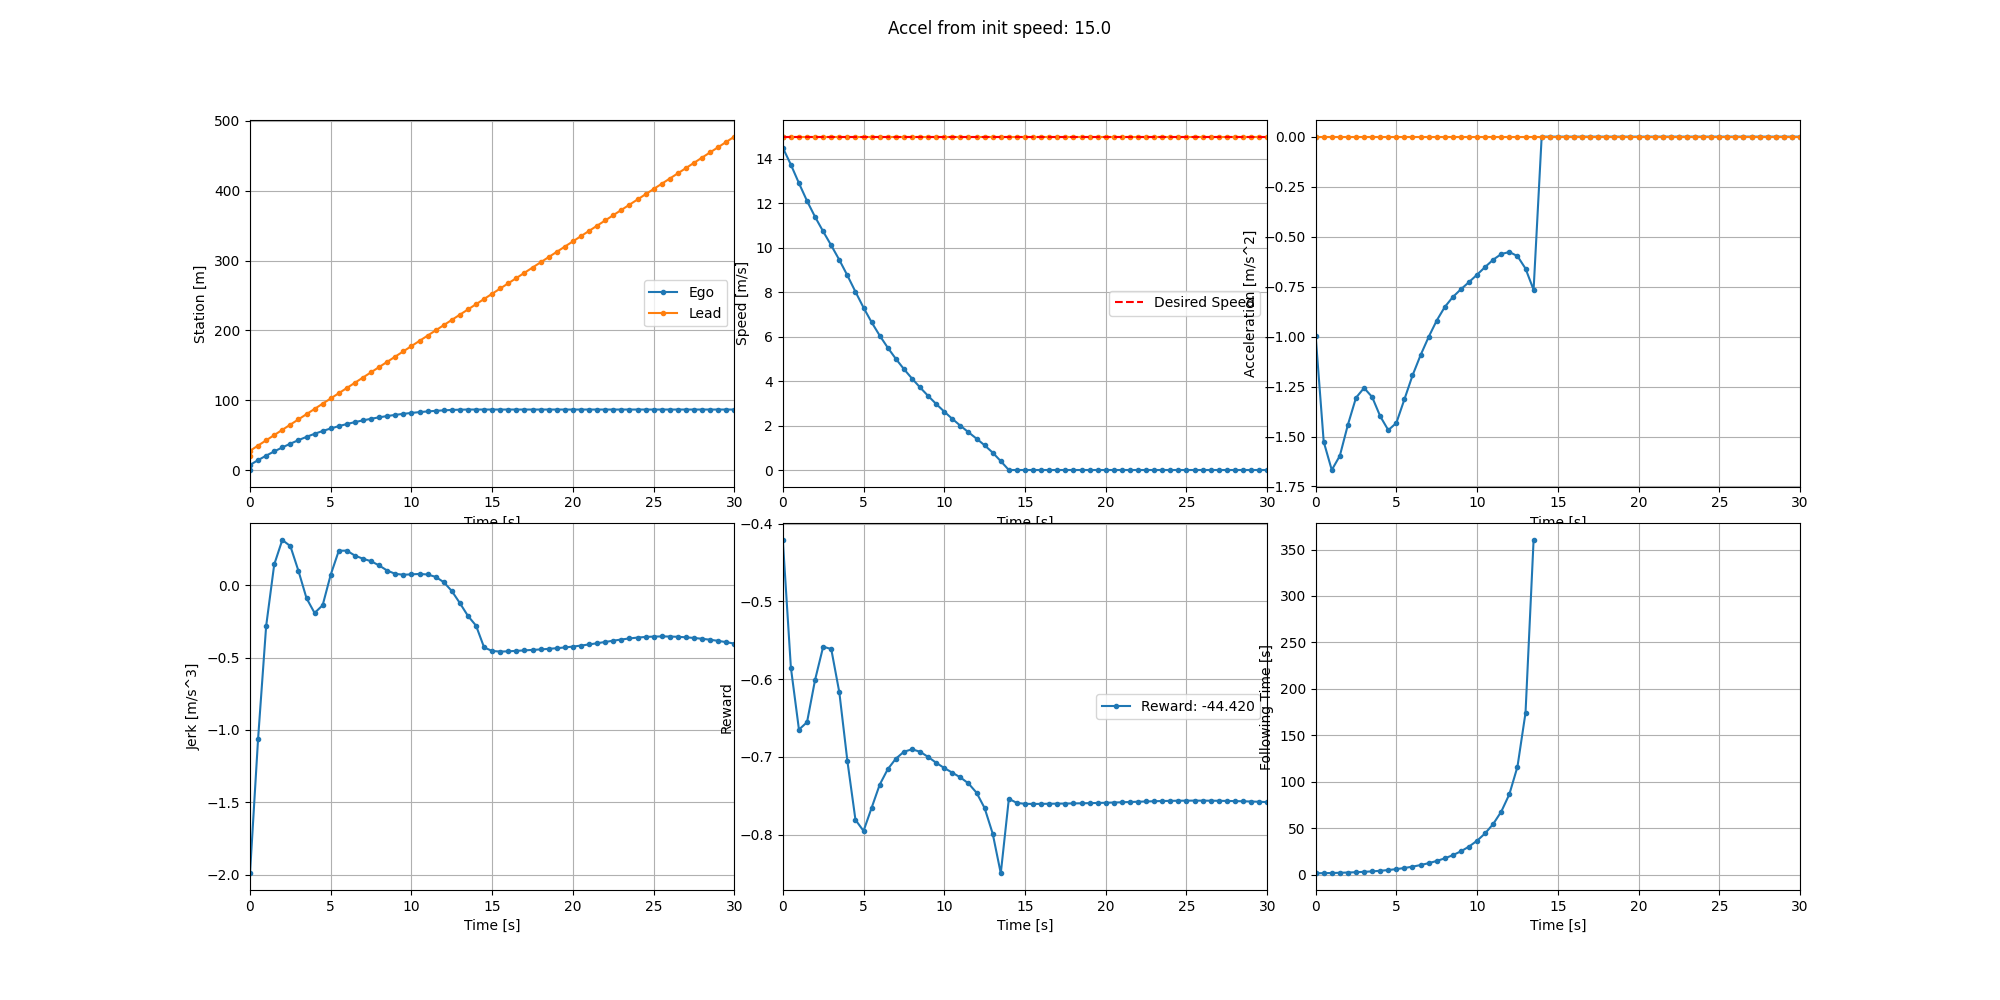 Accel from init speed: 15.0
500
400
300
200
100
0
Station [m]
Ego
Lead
0 5 10 15 20 25 30
Time [s]
14
12
10
8
6
4
2
0
Speed [m/s]
Desired Speed
0 5 10 15 20 25 30
Time [s]
0.00
−0.25
−0.50
−0.75
−1.00
−1.25
−1.50
−1.75
Acceleration [m/s^2]
0 5 10 15 20 25 30
Time [s]
0.0
−0.5
−1.0
−1.5
−2.0
Jerk [m/s^3]
0 5 10 15 20 25 30
Time [s]
−0.4
−0.5
−0.6
−0.7
−0.8
Reward
Reward: -44.420
0 5 10 15 20 25 30
Time [s]
350
300
250
200
150
100
50
0
Following Time [s]
0 5 10 15 20 25 30
Time [s]